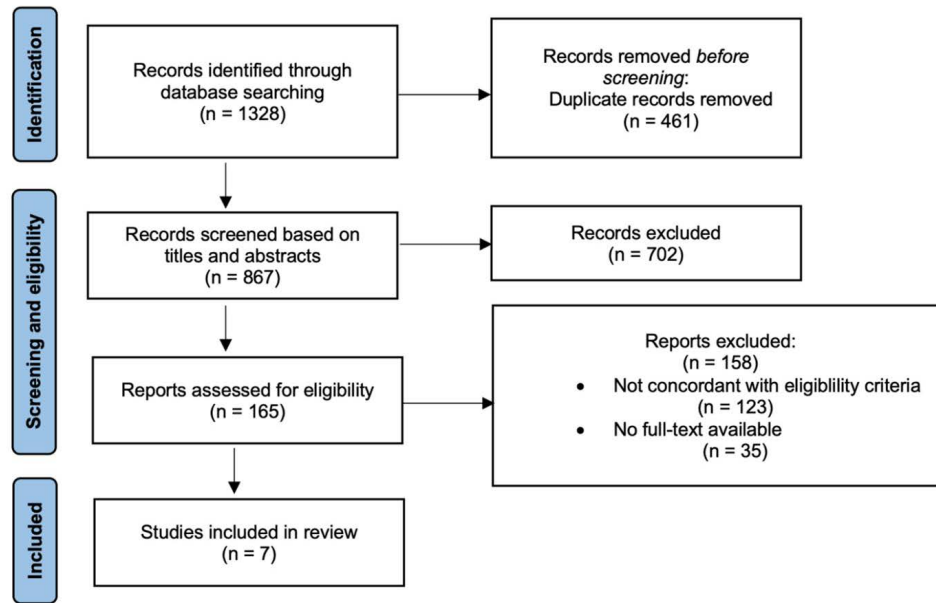 Identification
Records identified through
database searching
(n = 1328)
Records removed before
screening:
Duplicate records removed
(n = 461)
Screening and eligibility
Records screened based on
titles and abstracts
(n = 867)
Records excluded
(n = 702)
Reports assessed for eligibility
(n = 165)
Reports excluded:
(n = 158)
• Not concordant with eligiblility criteria
(n = 123)
• No full-text available
(n = 35)
Included
Studies included in review
(n = 7)